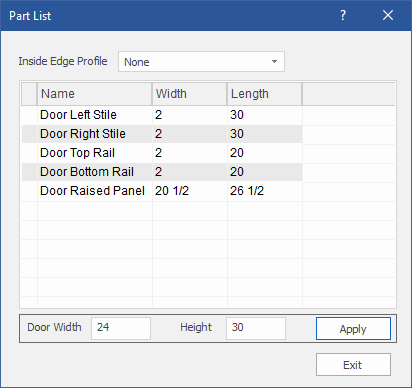 Part List ?
Inside Edge Profile None
Name Width Length
Door Left Stile 2 30
Door Right Stile 2 30
Door Top Rail 2 20
Door Bottom Rail 2 20
Door Raised Panel 20 1/2 26 1/2
Door Width 24 Height 30 Apply
Exit